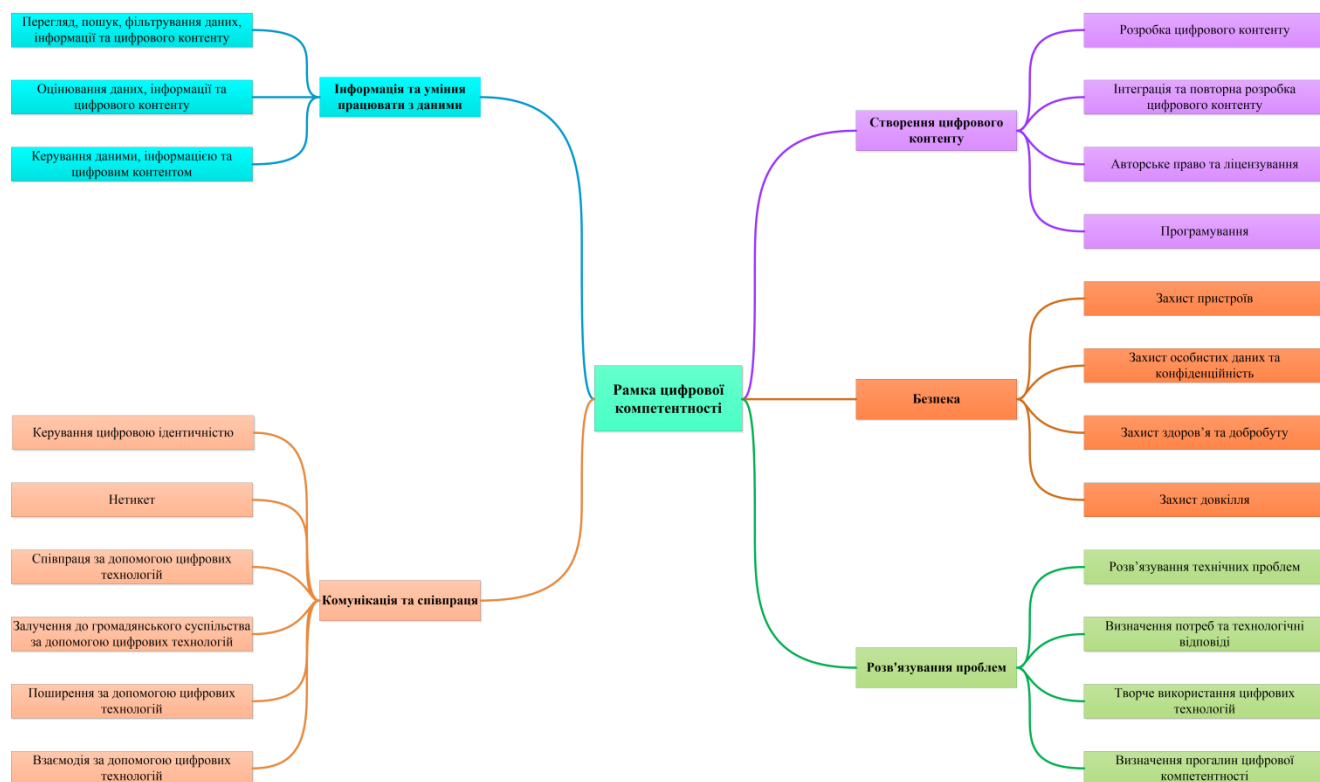 Перегляд, пошук, фільтрування даних,
інформації та цифрового контенту
Оцінювання даних, інформації та
цифрового контенту
Керування даними, інформацією та
цифровим контентом
Інформація та уміння
працювати з даними
Керування цифровою ідентичністю
Нетикет
Співпраця за допомогою цифрових
технологій
Залучення до громадянського суспільства
за допомогою цифрових технологій
Поширення за допомогою цифрових
технологій
Взаємодія за допомогою цифрових
технологій
Комунікація та співпраця
Рамка цифрової
компетентності
Створення цифрового
контенту
Розробка цифрового контенту
Інтеграція та повторна розробка
цифрового контенту
Авторське право та ліцензування
Програмування
Безпека
Захист пристроїв
Захист особистих даних та
конфіденційність
Захист здоров’я та добробуту
Захист довкілля
Розв'язування проблем
Розв’язування технічних проблем
Визначення потреб та технологічні
відповіді
Творче використання цифрових
технологій
Визначення прогалин цифрової
компетентності